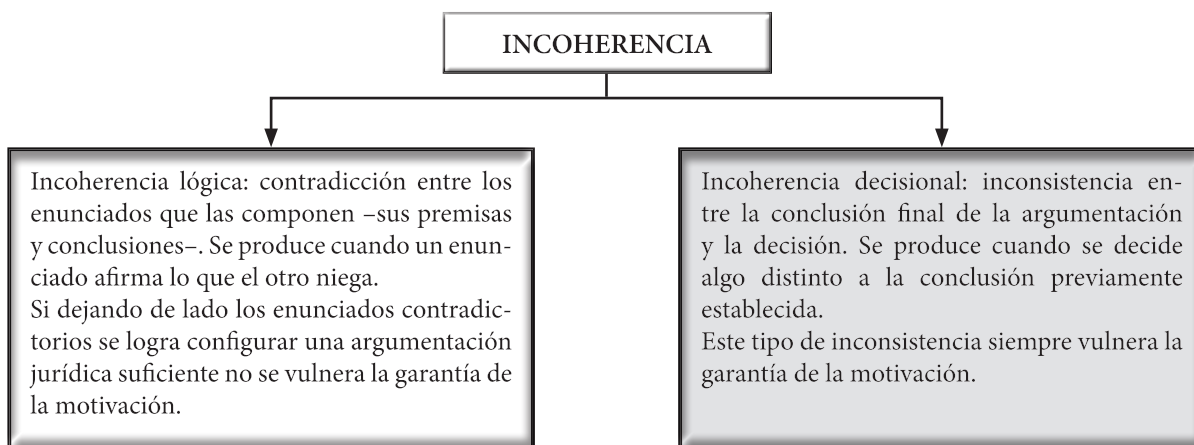 INCOHERENCIA
Incoherencia lógica: contradicción entre los
enunciados que las componen –sus premisas
y conclusiones–. Se produce cuando un enun-
ciado afirma lo que el otro niega.
Si dejando de lado los enunciados contradic-
torios se logra configurar una argumentación
jurídica suficiente no se vulnera la garantía de
la motivación.
Incoherencia decisional: inconsistencia en-
tre la conclusión final de la argumentación
y la decisión. Se produce cuando se decide
algo distinto a la conclusión previamente
establecida.
Este tipo de inconsistencia siempre vulnera la
garantía de la motivación.